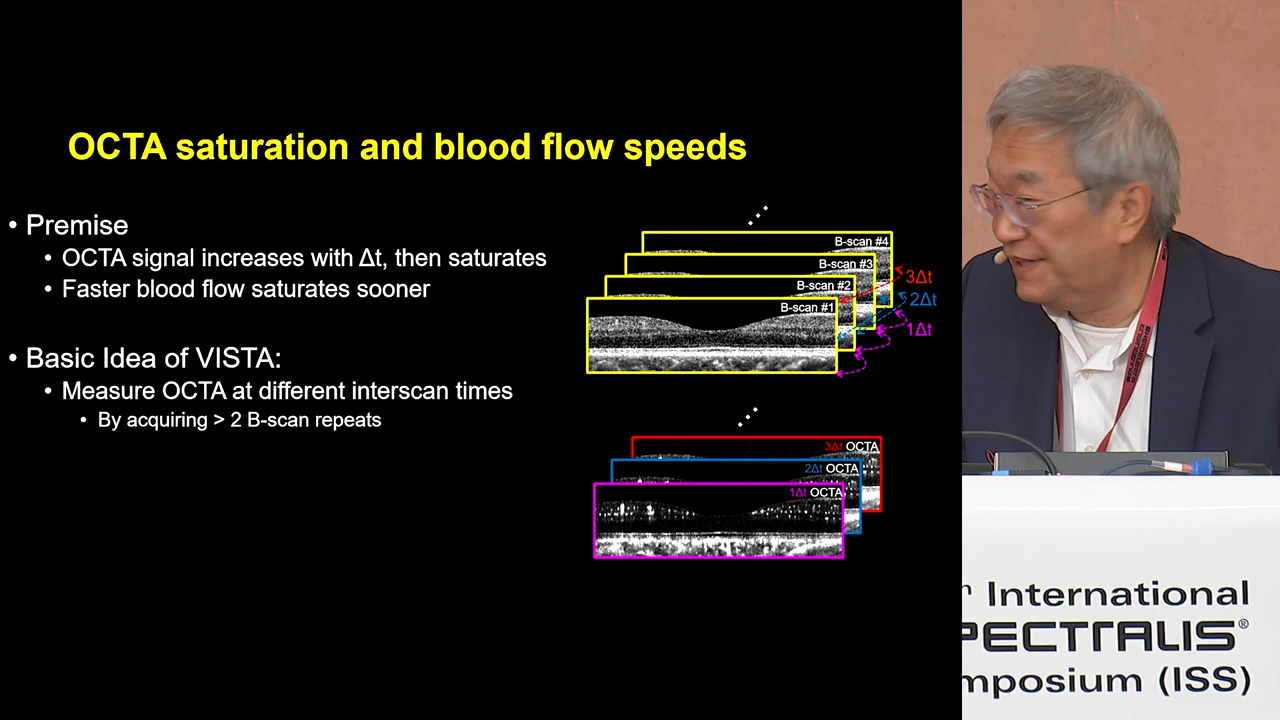 OCTA saturation and blood flow speeds
• Premise
• OCTA signal increases with Δt, then saturates
• Faster blood flow saturates sooner
• Basic Idea of VISTA:
• Measure OCTA at different interscan times
• By acquiring > 2 B-scan repeats
B-scan #4
B-scan #3
B-scan #2
B-scan #1
3Δt
2Δt
1Δt
3Δt OCTA
2Δt OCTA
1Δt OCTA
International
PECTRALIS®
mposium (ISS)